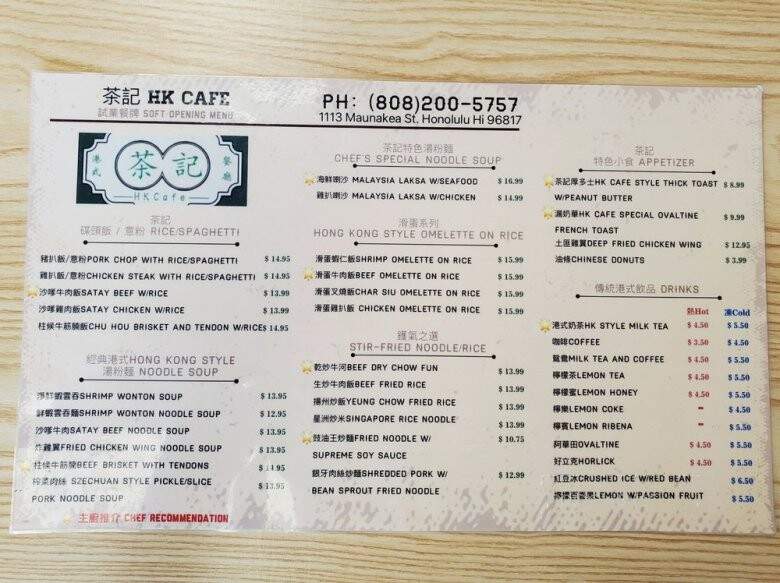 茶記 HK CAFE
試業餐牌 SOFT OPENING MENU
PH: (808)200-5757
1113 Maunakea St, Honolulu Hi 96817
港式 茶記 餐廳
HKCafe
茶記
碟頭飯 / 意粉 RICE/SPAGHETTI
豬扒飯/意粉PORK CHOP WITH RICE/SPAGHETTI $ 14.95
雞扒飯/意粉CHICKEN STEAK WITH RICE/SPAGHETTI $ 14.95
沙嗲牛肉飯SATAY BEEF W/RICE $ 13.99
沙嗲雞肉飯SATAY CHICKEN W/RICE $ 13.99
柱候牛筋腩飯CHU HOU BRISKET AND TENDON W/RICE$ 14.95
經典港式HONG KONG STYLE
湯粉麵 NOODLE SOUP
淨鮮蝦雲吞SHRIMP WONTON SOUP $ 13.95
鮮蝦雲吞麵SHRIMP WONTON NOODLE SOUP $ 12.95
沙嗲牛肉SATAY BEEF NOODLE SOUP $ 13.95
炸雞翼FRIED CHICKEN WING NOODLE SOUP $ 13.95
柱候牛筋腩BEEF BRISKET WITH TENDONS $ 14.95
榨菜肉絲 SZECHUAN STYLE PICKLE/SLICE $ 13.95
PORK NOODLE SOUP
主廚推介 CHEF RECOMMENDATION
茶記特色湯粉麵
CHEF'S SPECIAL NOODLE SOUP
海鮮喇沙 MALAYSIA LAKSA W/SEAFOOD $ 16.99
雞扒喇沙 MALAYSIA LAKSA W/CHICKEN $ 14.99
滑蛋系列
HONG KONG STYLE OMELETTE ON RICE
滑蛋蝦仁飯SHRIMP OMELETTE ON RICE $ 15.99
滑蛋牛肉飯BEEF OMELETTE ON RICE $ 15.99
滑蛋叉燒飯CHAR SIU OMELETTE ON RICE $ 15.99
滑蛋雞扒飯 CHICKEN OMELETTE ON RICE $ 15.99
鑊氣之選
STIR-FRIED NOODLE/RICE
乾炒牛河BEEF DRY CHOW FUN $ 13.99
生炒牛肉飯BEEF FRIED RICE $ 13.99
揚州炒飯YEUNG CHOW FRIED RICE $ 13.99
星洲炒米SINGAPORE RICE NOODLE $ 13.99
豉油王炒麵FRIED NOODLE W/ $ 10.75
SUPREME SOY SAUCE
銀牙肉絲炒麵SHREDDED PORK W/ $ 12.99
BEAN SPROUT FRIED NOODLE
茶記
特色小食 APPETIZER
茶記厚多士HK CAFE STYLE THICK TOAST $ 8.99
W/PEANUT BUTTER
漏奶華HK CAFE SPECIAL OVALTINE $ 9.99
FRENCH TOAST
土匪雞翼DEEP FRIED CHICKEN WING $ 12.95
油條CHINESE DONUTS $ 3.99
傳統港式飲品 DRINKS
熱Hot 凍Cold
港式奶茶HK STYLE MILK TEA $ 4.50 $ 5.50
咖啡COFFEE $ 3.50 $ 4.50
鴛鴦MILK TEA AND COFFEE $ 4.50 $ 5.50
檸檬茶LEMON TEA $ 4.50 $ 5.50
檸檬蜜LEMON HONEY $ 4.50 $ 5.50
檸樂LEMON COKE - $ 4.50
檸賓LEMON RIBENA - $ 5.50
阿華田OVALTINE $ 4.50 $ 5.50
好立克HORLICK $ 4.50 $ 5.50
紅豆冰CRUSHED ICE W/RED BEAN $ 6.50
檸檬百香果LEMON W/PASSION FRUIT $ 5.50